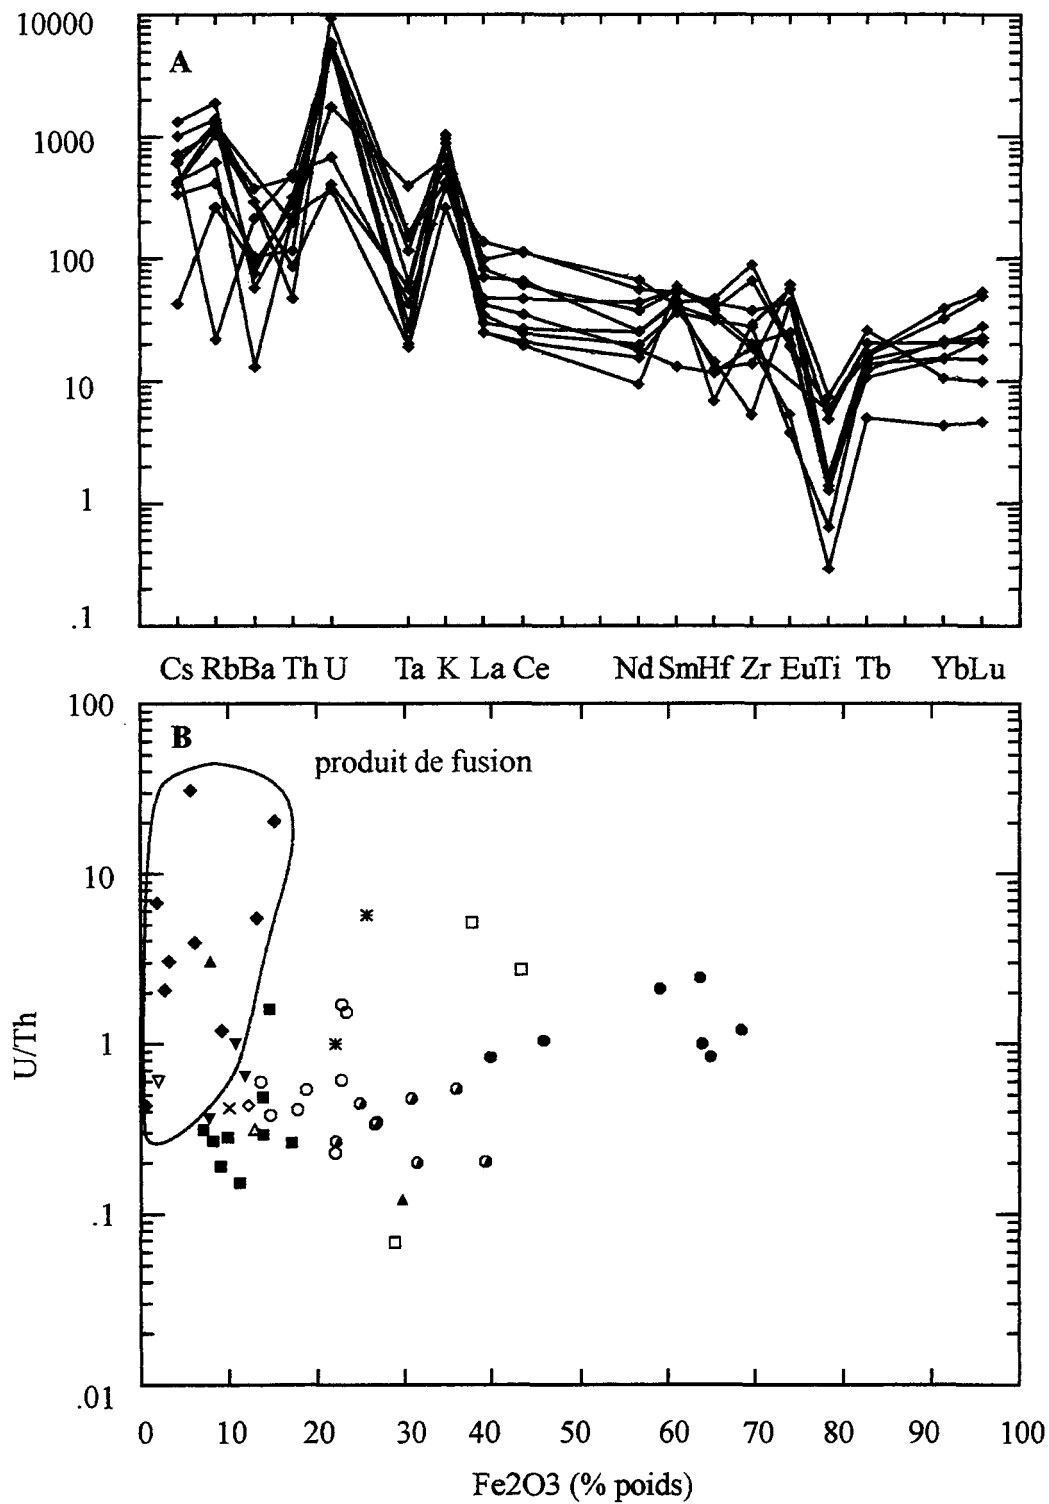 10000
A
1000
100
10
1
.1
Cs Rb Ba Th U Ta K La Ce Nd Sm Hf Zr Eu Ti Tb Yb Lu
100
B
produit de fusion
10
1
U/Th
.1
.01
0 10 20 30 40 50 60 70 80 90 100
Fe2O3 (% poids)